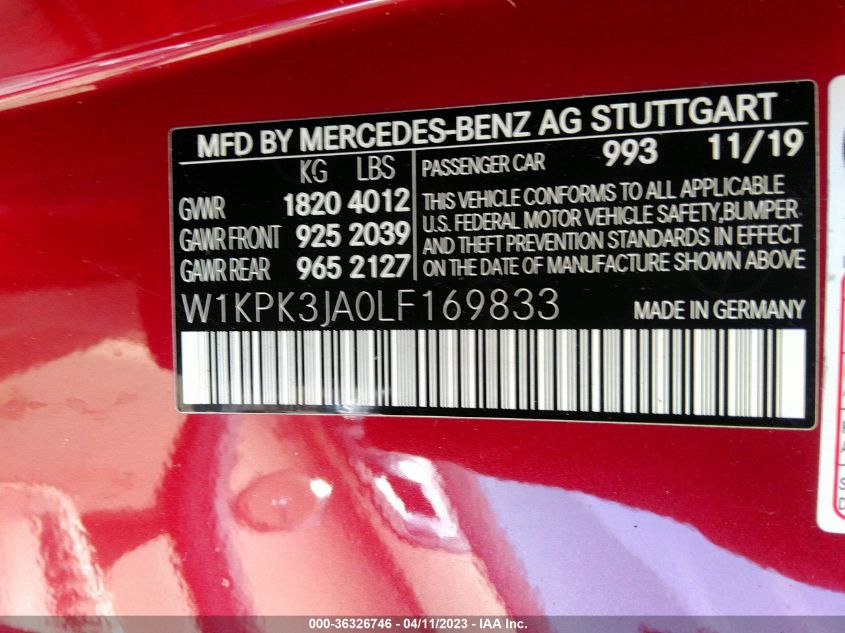 MFD BY MERCEDES-BENZ AG STUTTGART
KG LBS
GVWR 1820 4012
GAWR FRONT 925 2039
GAWR REAR 965 2127
PASSENGER CAR 993 11/19
THIS VEHICLE CONFORMS TO ALL APPLICABLE
U.S. FEDERAL MOTOR VEHICLE SAFETY,BUMPER
AND THEFT PREVENTION STANDARDS IN EFFECT
ON THE DATE OF MANUFACTURE SHOWN ABOVE
W1KPK3JA0LF169833
MADE IN GERMANY
000-36326746 - 04/11/2023 - IAA Inc.